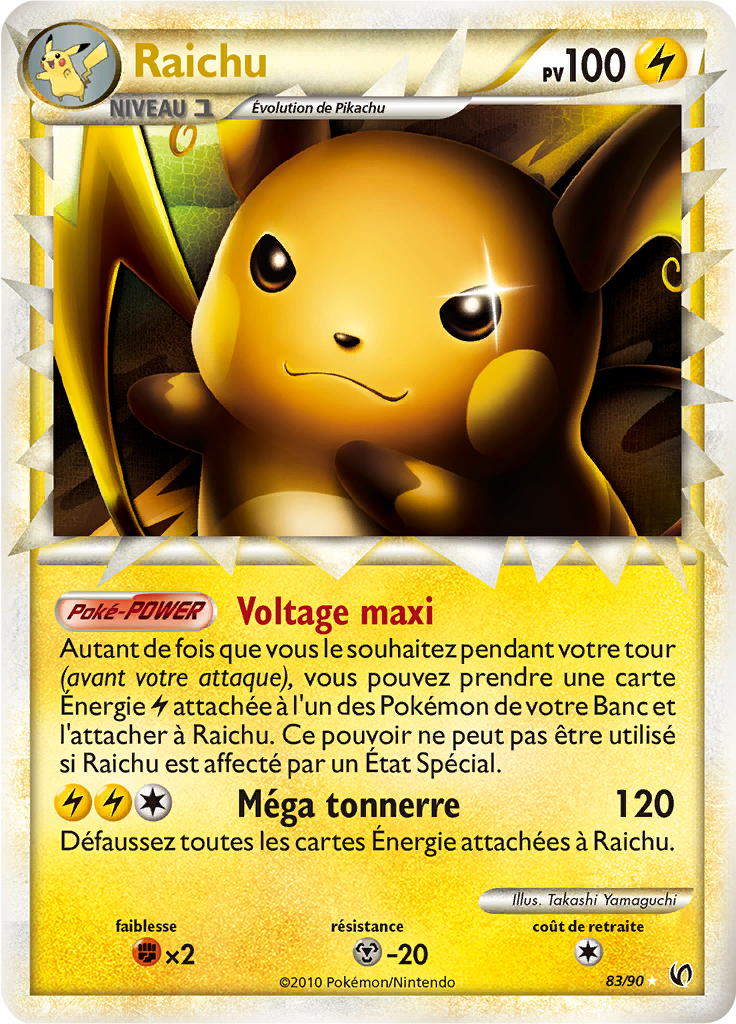 Raichu
PV 100
NIVEAU 1
Évolution de Pikachu
Poké-POWER Voltage maxi
Autant de fois que vous le souhaitez pendant votre tour
(avant votre attaque), vous pouvez prendre une carte
Énergie attachée à l'un des Pokémon de votre Banc et
l'attacher à Raichu. Ce pouvoir ne peut pas être utilisé
si Raichu est affecté par un État Spécial.
Méga tonnerre 120
Défaussez toutes les cartes Énergie attachées à Raichu.
Illus. Takashi Yamaguchi
faiblesse résistance coût de retraite
×2 -20
©2010 Pokémon/Nintendo 83/90